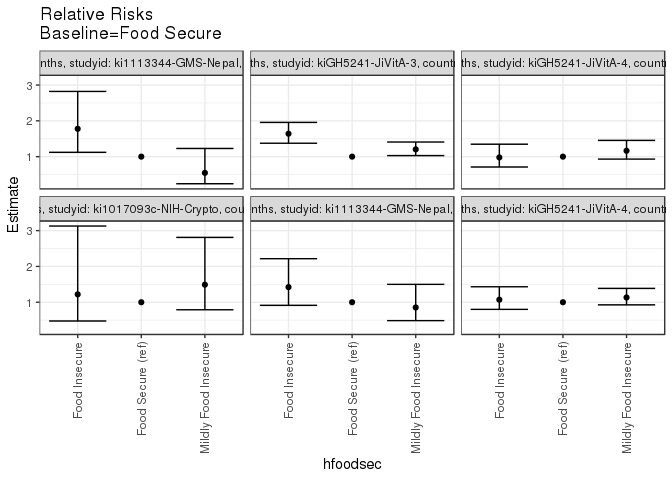 Relative Risks
Baseline=Food Secure
nths, studyid: ki1113344-GMS-Nepal, ths, studyid: kiGH5241-JiVitA-3, count ths, studyid: kiGH5241-JiVitA-4, count
3
2
1
s, studyid: ki1017093c-NIH-Crypto, cou nths, studyid: ki1113344-GMS-Nepal, ths, studyid: kiGH5241-JiVitA-4, count
3
2
1
Estimate
Food Insecure
Food Secure (ref)
Mildly Food Insecure
Food Insecure
Food Secure (ref)
Mildly Food Insecure
Food Insecure
Food Secure (ref)
Mildly Food Insecure
hfoodsec